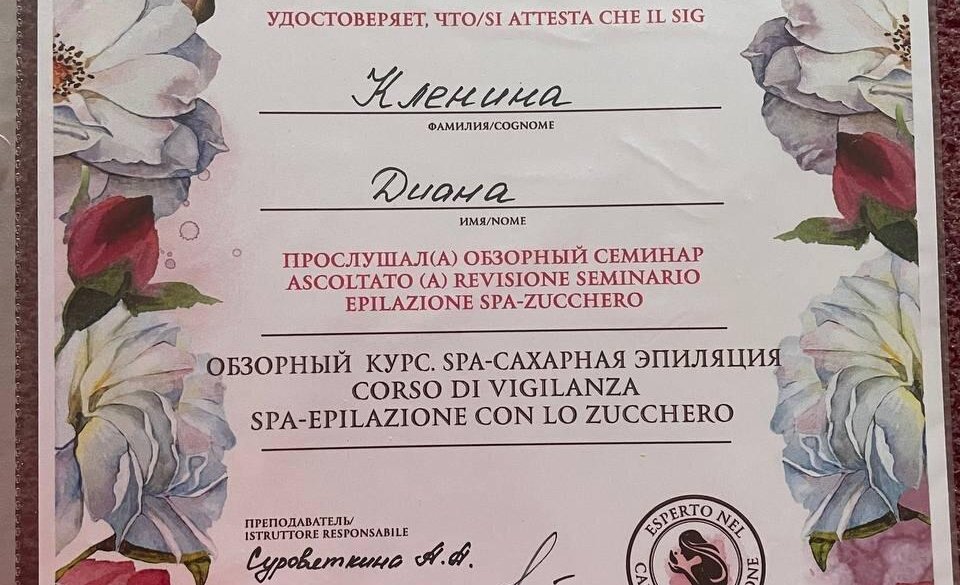 УДОСТОВЕРЯЕТ, ЧТО/SI ATTESTA CHE IL SIG
Кленина
ФАМИЛИЯ/COGNOME
Диана
ИМЯ/NOME
ПРОСЛУШАЛ(А) ОБЗОРНЫЙ СЕМИНАР
ASCOLTATO (A) REVISIONE SEMINARIO
EPILAZIONE SPA-ZUCCHERO
ОБЗОРНЫЙ КУРС. SPA-САХАРНАЯ ЭПИЛЯЦИЯ
CORSO DI VIGILANZA
SPA-EPILAZIONE CON LO ZUCCHERO
ПРЕПОДАВАТЕЛЬ/
ISTRUTTORE RESPONSABILE
Суроветкина А.А.
ESPERTO NEL